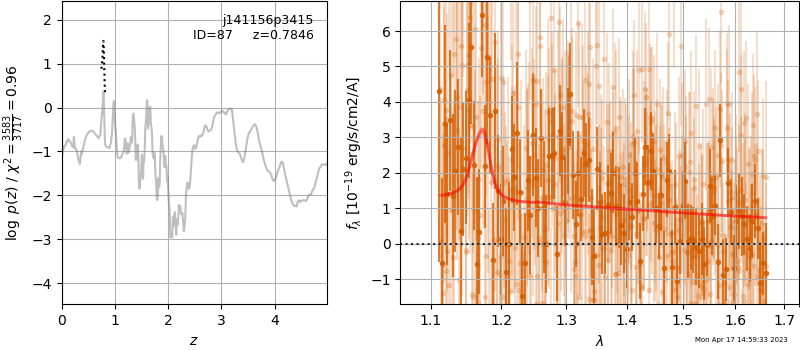 j141156p3415
ID=87 z=0.7846
log p(z) / χ² = 3583/3717 = 0.96
2
1
0
−1
−2
−3
−4
0 1 2 3 4
z
fλ [10⁻¹⁹ erg/s/cm2/A]
6
5
4
3
2
1
0
−1
1.1 1.2 1.3 1.4 1.5 1.6 1.7
λ
Mon Apr 17 14:59:33 2023